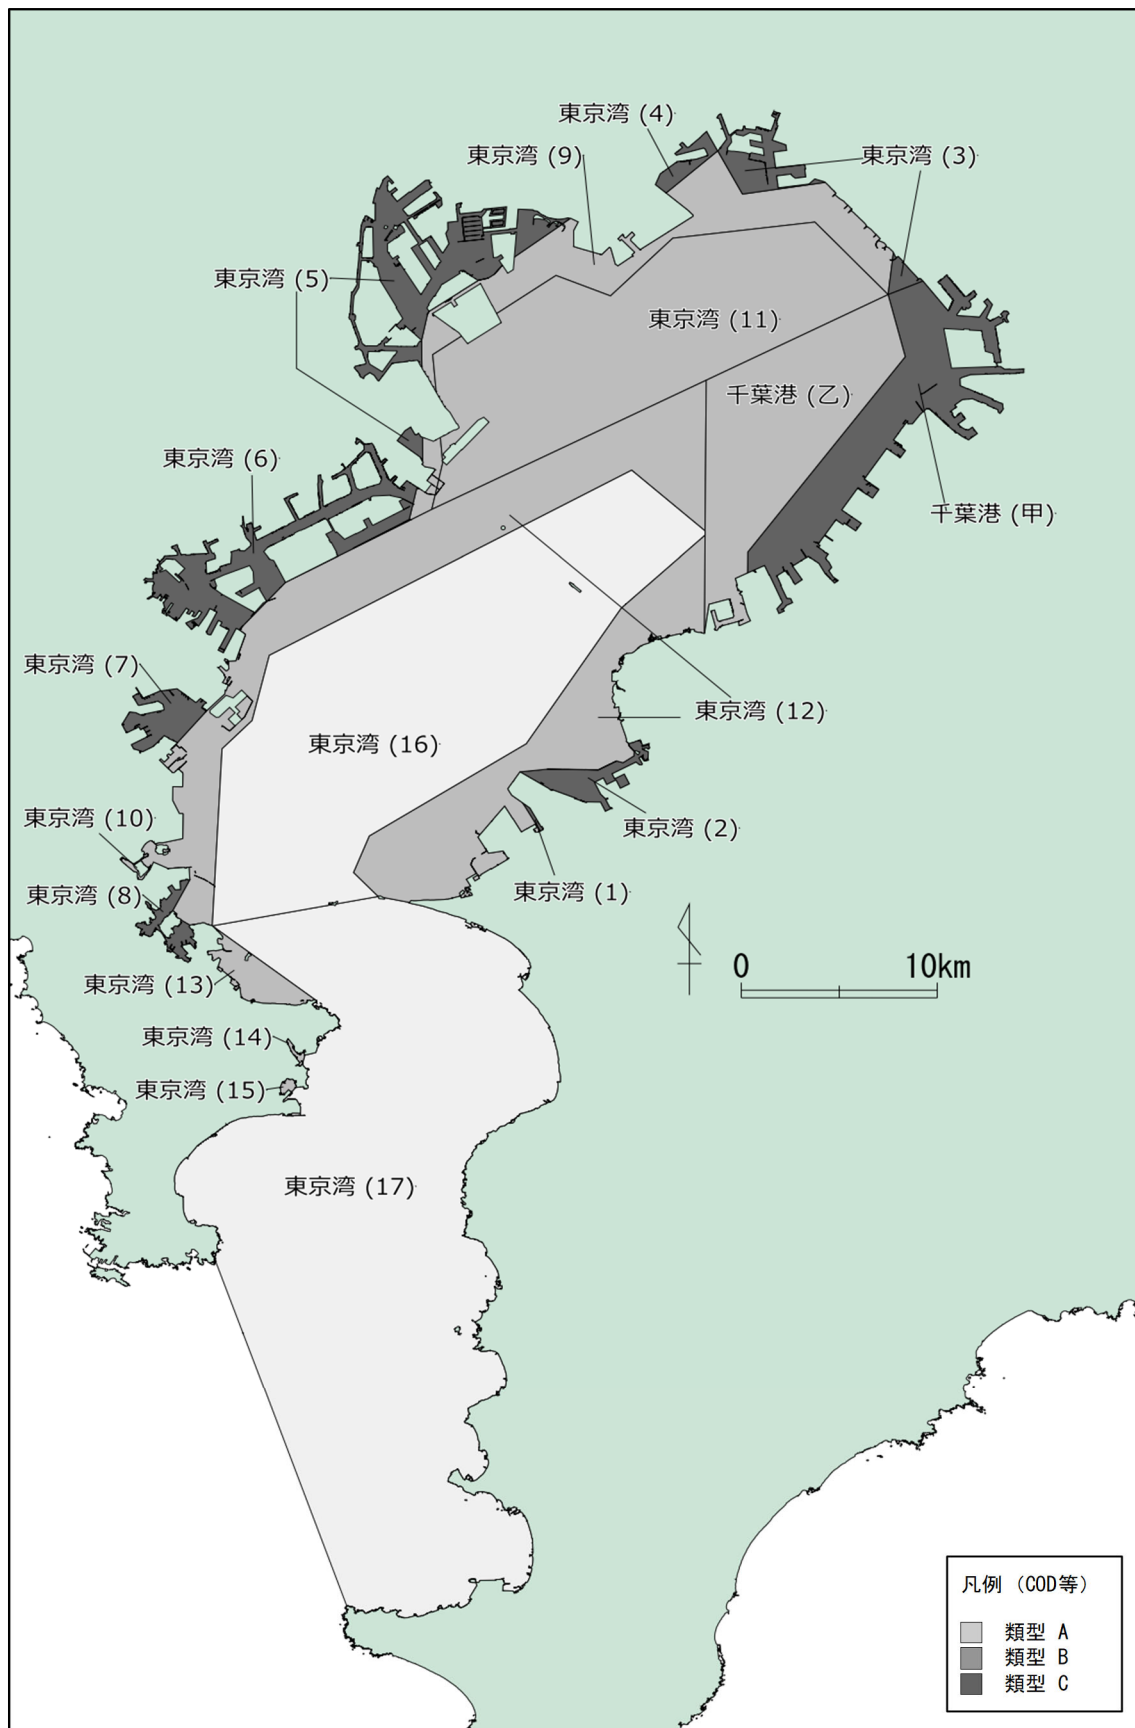 東京湾 (4)
東京湾 (9)
東京湾 (3)
東京湾 (5)
東京湾 (11)
千葉港 (乙)
東京湾 (6)
千葉港 (甲)
東京湾 (7)
東京湾 (12)
東京湾 (16)
東京湾 (10)
東京湾 (2)
東京湾 (8)
東京湾 (1)
0 10km
東京湾 (13)
東京湾 (14)
東京湾 (15)
東京湾 (17)
凡例 (COD等)
類型 A
類型 B
類型 C